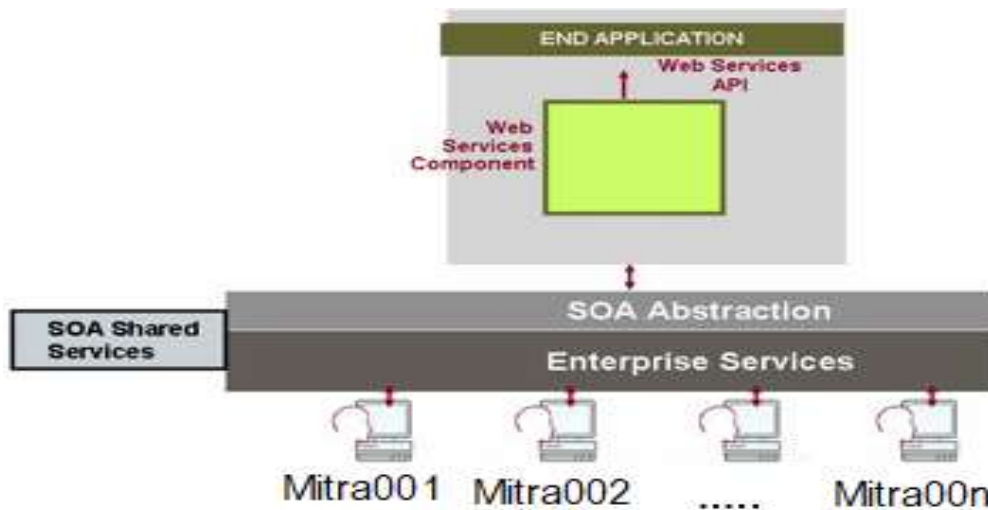 END APPLICATION
Web Services
API
Web
Services
Component
SOA Abstraction
SOA Shared
Services
Enterprise Services
Mitra001
Mitra002
.....
Mitra00n